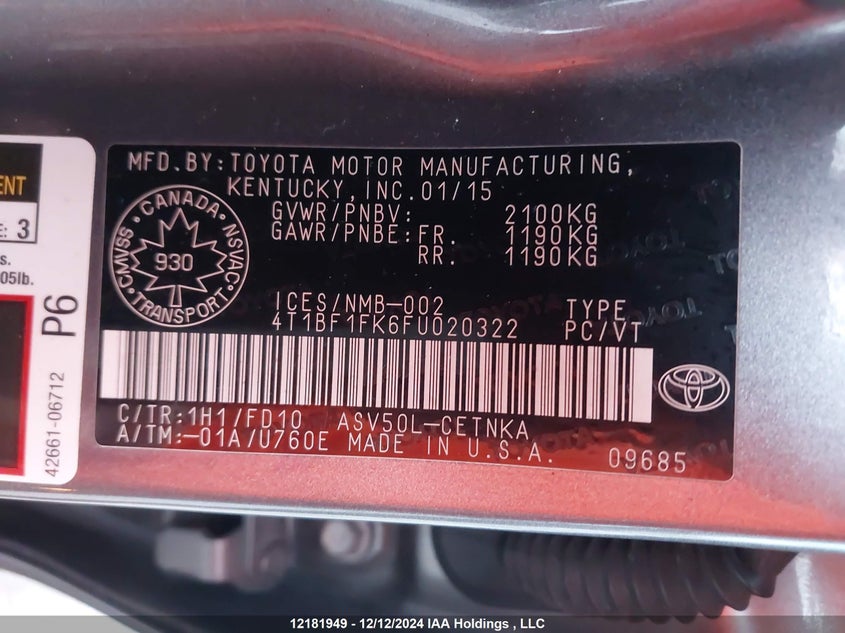 ENT
E: 3
s.
05lb.
P6
42661-06712
MFD.BY:TOYOTA MOTOR MANUFACTURING,
KENTUCKY,INC.01/15
GVWR/PNBV: 2100KG
GAWR/PNBE:FR. 1190KG
RR. 1190KG
CANADA
CMVSS
NSVAC
930
TRANSPORT
ICES/NMB-002 TYPE
4T1BF1FK6FU020322 PC/VT
C/TR:1H1/FD10 ASV50L-CETNKA
A/TM:-01A/U760E MADE IN U.S.A. 09685
12181949 - 12/12/2024 IAA Holdings , LLC